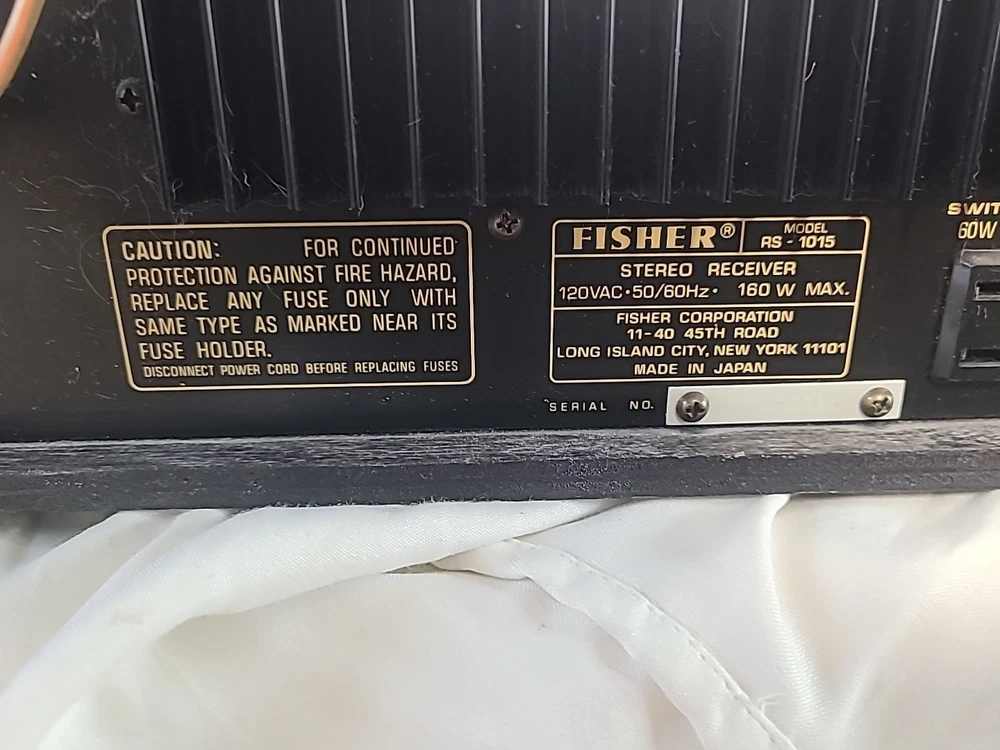 CAUTION: FOR CONTINUED
PROTECTION AGAINST FIRE HAZARD,
REPLACE ANY FUSE ONLY WITH
SAME TYPE AS MARKED NEAR ITS
FUSE HOLDER.
DISCONNECT POWER CORD BEFORE REPLACING FUSES
FISHER®
MODEL
RS-1015
STEREO RECEIVER
120VAC·50/60Hz· 160 W MAX.
FISHER CORPORATION
11-40 45TH ROAD
LONG ISLAND CITY, NEW YORK 11101
MADE IN JAPAN
SERIAL NO.
SWIT
60W